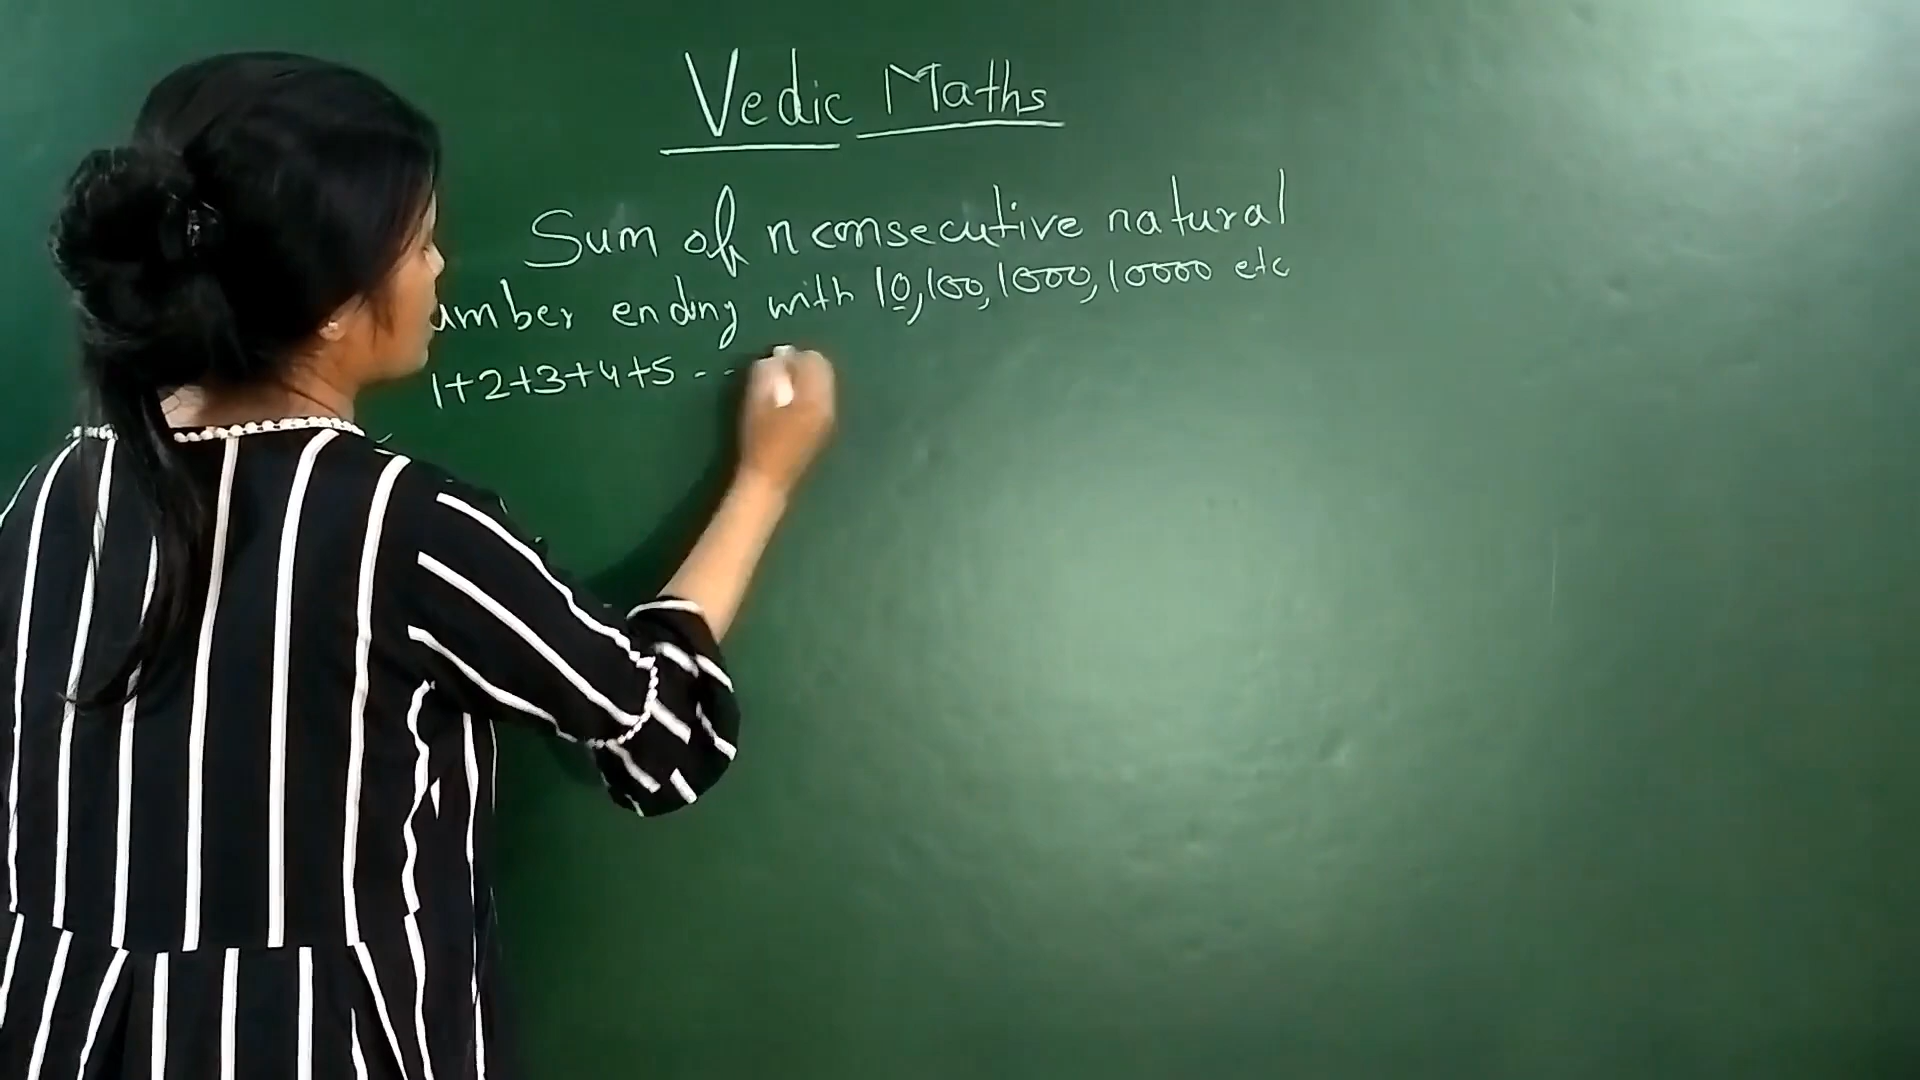 Vedic Maths
Sum of n consecutive natural
umber ending with 10,100,1000,10000 etc
1+2+3+4+5 - - -